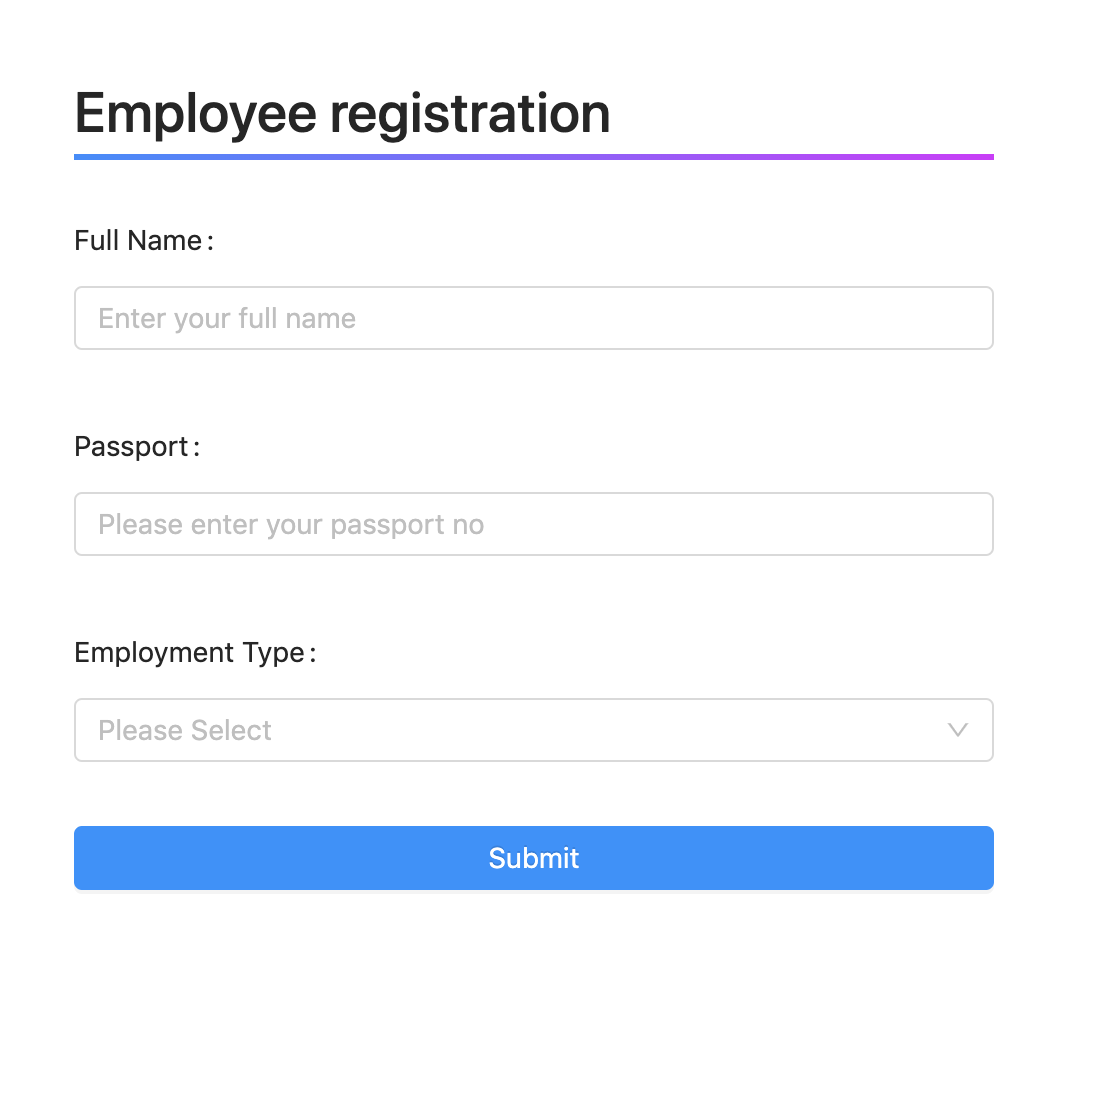 Employee registration
Full Name:
Enter your full name
Passport:
Please enter your passport no
Employment Type:
Please Select
Submit